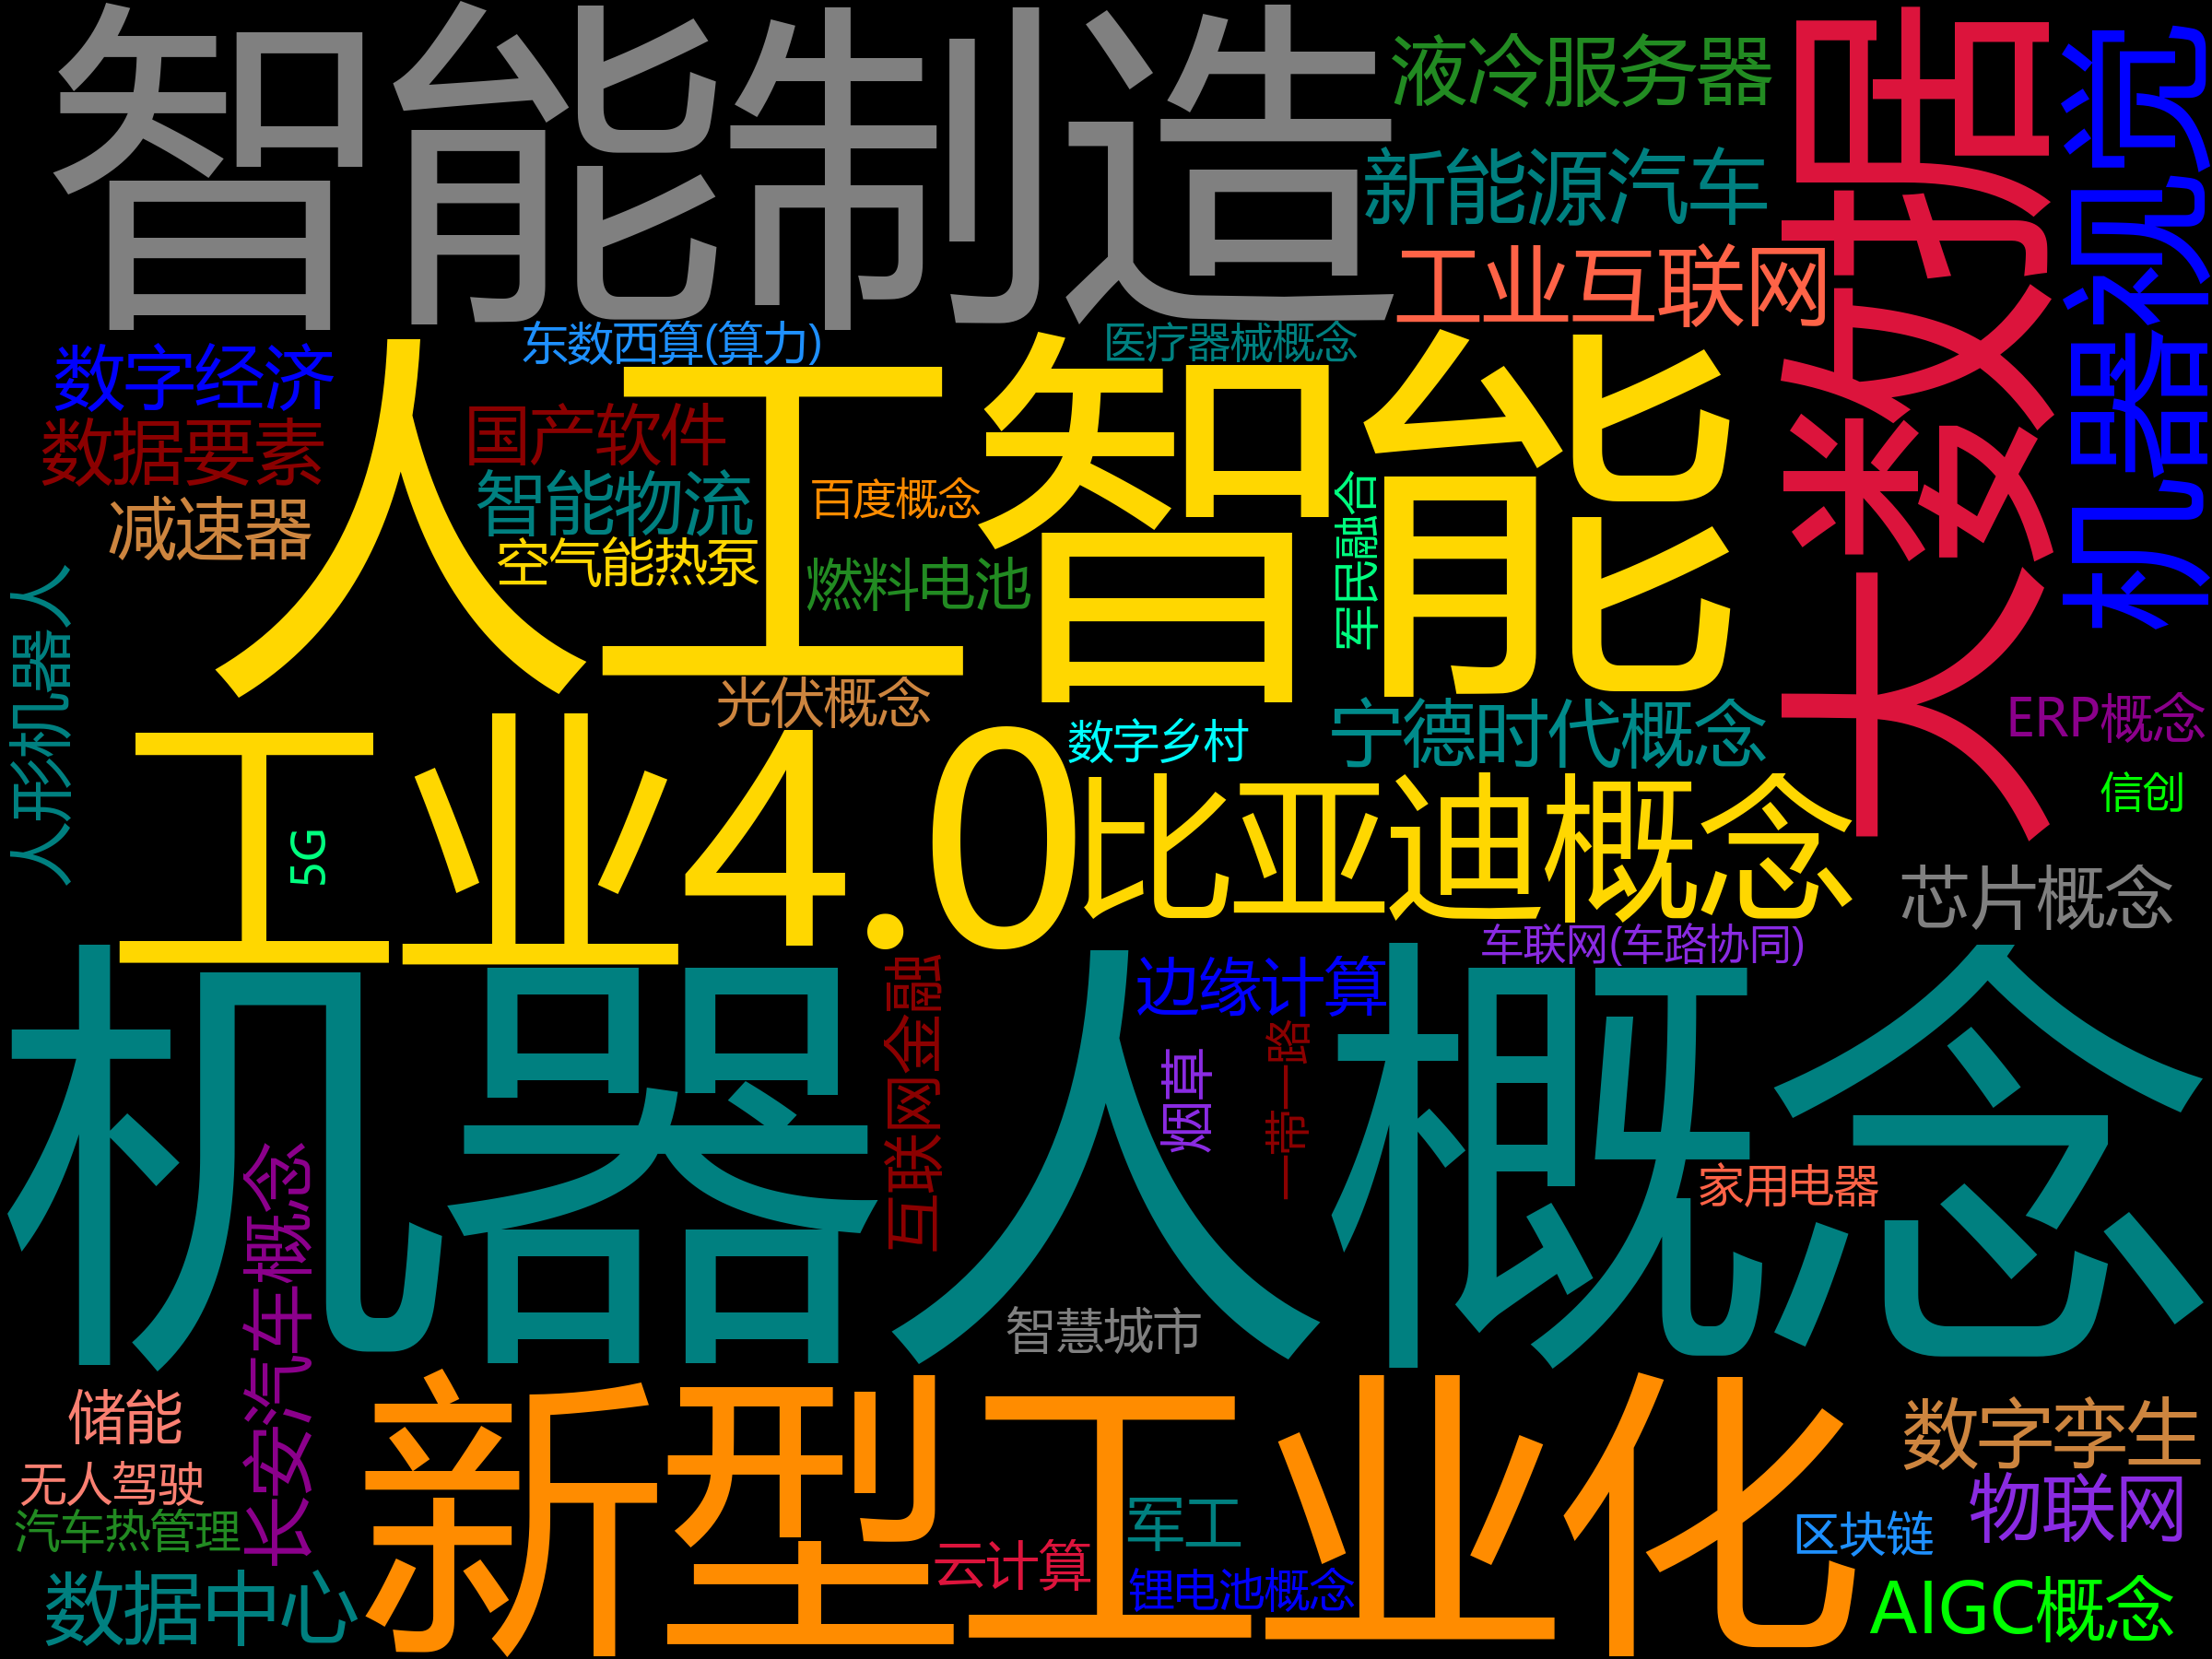 智能制造
液冷服务器
大数据
机器视觉
新能源汽车
工业互联网
东数西算(算力)
医疗器械概念
数字经济
人工智能
国产软件
数据要素
智能物流
百度概念
军民融合
减速器
空气能热泵
燃料电池
人形机器人
光伏概念
数字乡村
宁德时代概念
ERP概念
工业4.0
比亚迪概念
信创
5G
芯片概念
车联网(车路协同)
机器人概念
互联网金融
边缘计算
烟草
一带一路
家用电器
长安汽车概念
智慧城市
储能
新型工业化
数字孪生
无人驾驶
物联网
汽车热管理
军工
区块链
云计算
锂电池概念
数据中心
AIGC概念